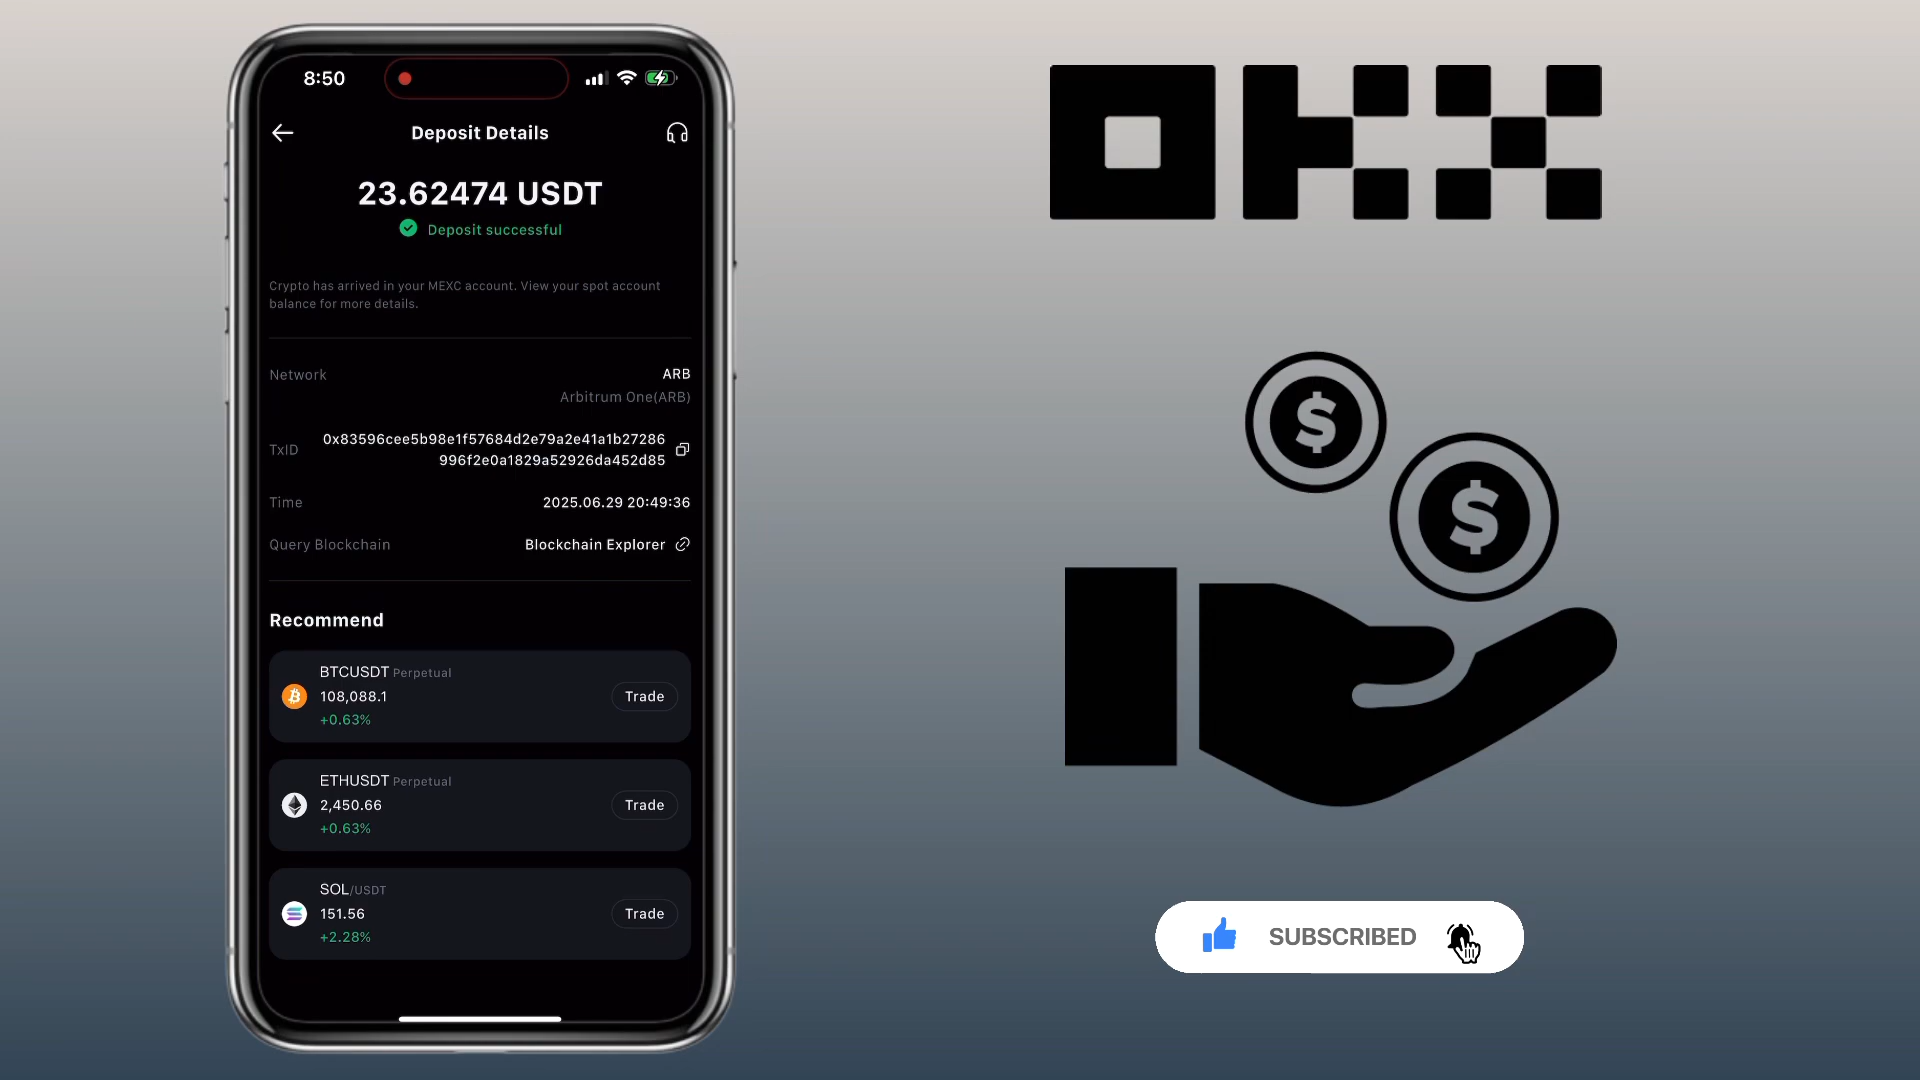 8:50
Deposit Details
23.62474 USDT
Deposit successful
Crypto has arrived in your MEXC account. View your spot account
balance for more details.
Network
ARB
Arbitrum One(ARB)
TxID
0x83596cee5b98e1f57684d2e79a2e41a1b27286
996f2e0a1829a52926da452d85
Time
2025.06.29 20:49:36
Query Blockchain
Blockchain Explorer
Recommend
BTCUSDT Perpetual
108,088.1
+0.63%
Trade
ETHUSDT Perpetual
2,450.66
+0.63%
Trade
SOL/USDT
151.56
+2.28%
Trade
OKX
$
$
SUBSCRIBED